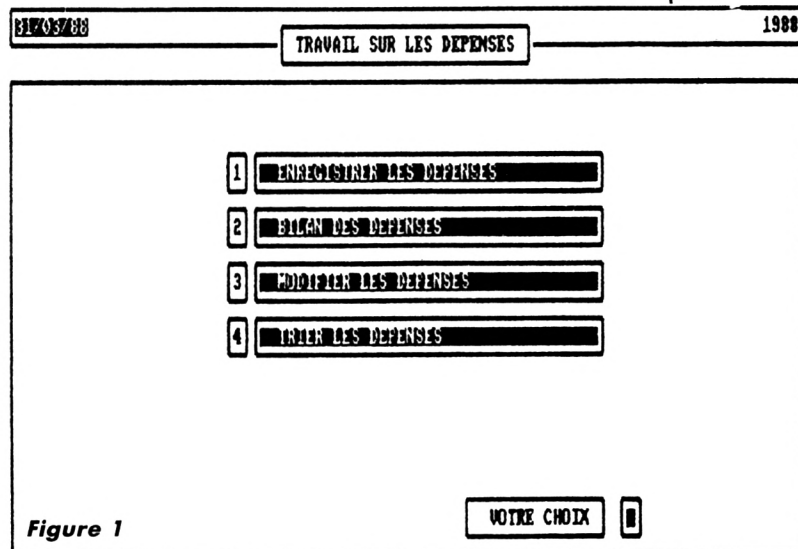 31/03/88
1988
TRAVAIL SUR LES DEPENSES
1 ENREGISTRER LES DEPENSES
2 BILAN DES DEPENSES
3 MODIFIER LES DEPENSES
4 TRIER LES DEPENSES
VOTRE CHOIX
Figure 1